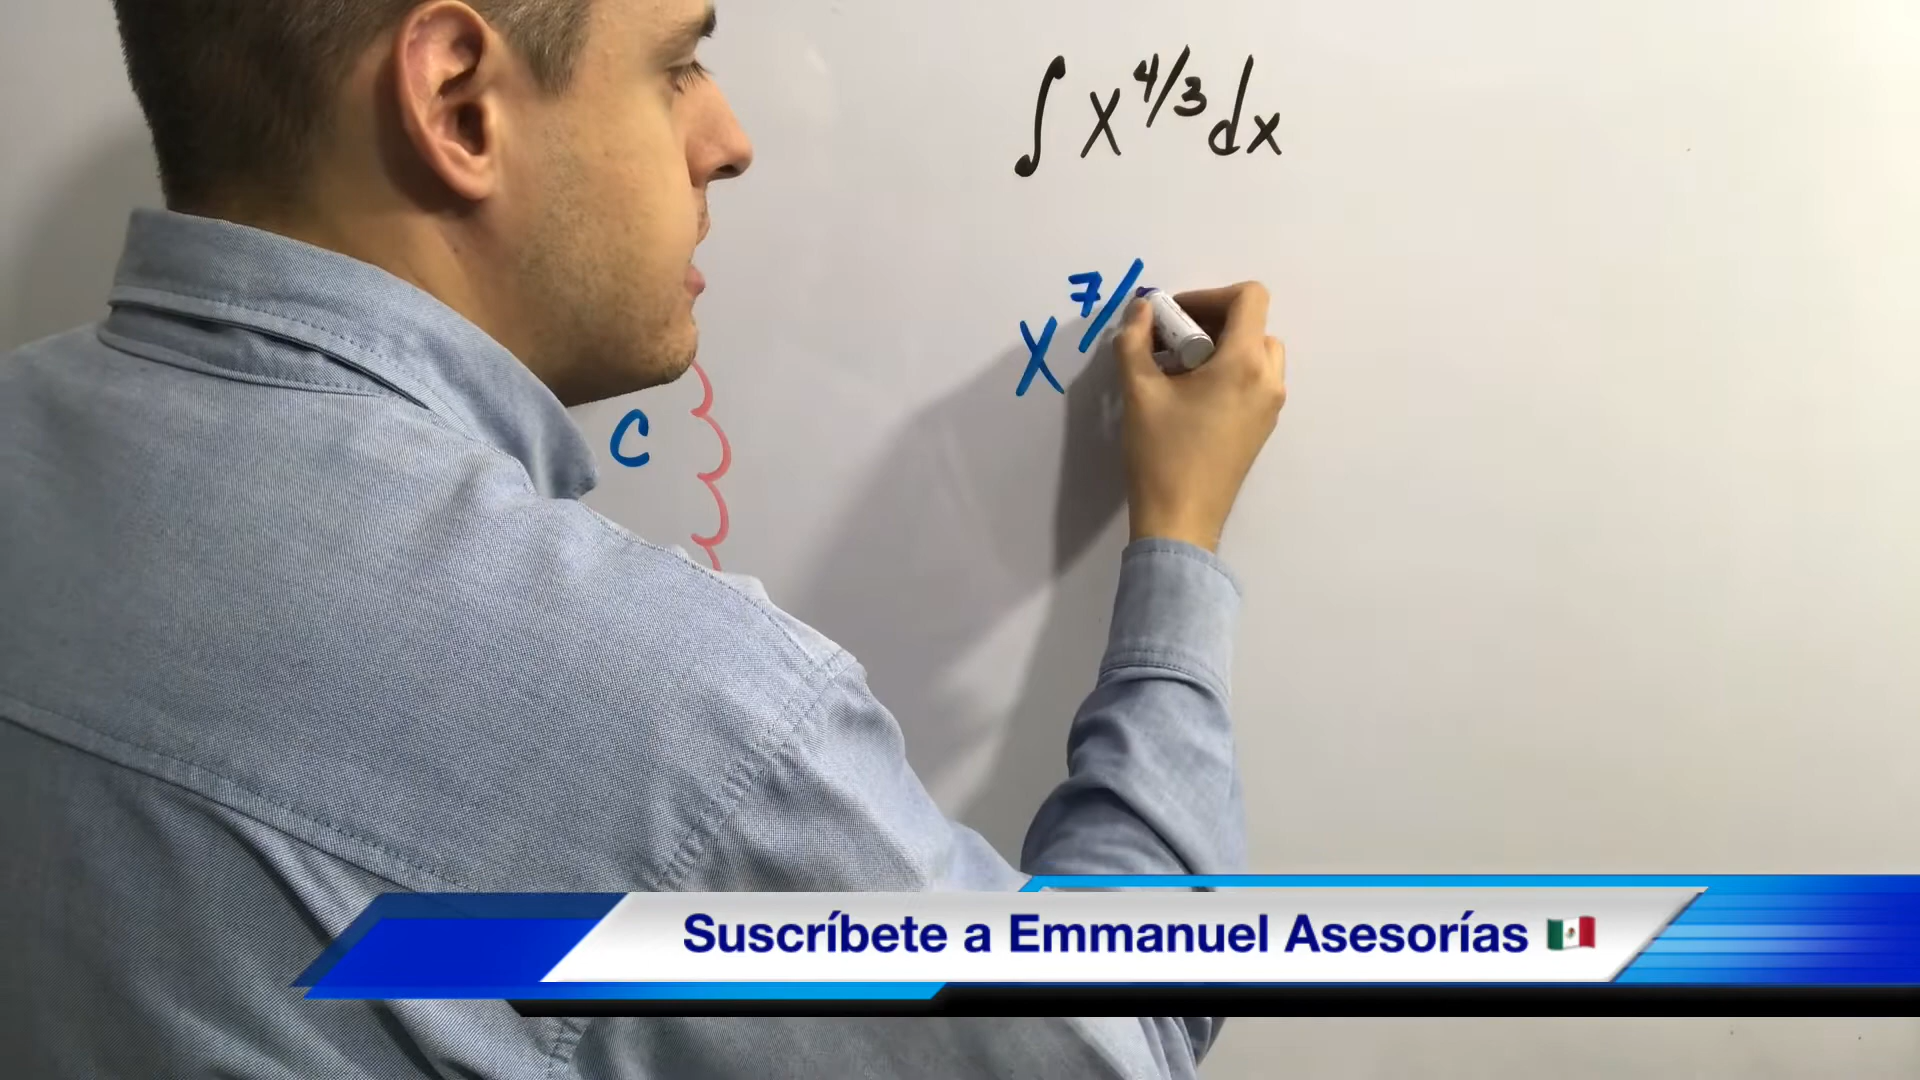 ∫ x^4/3 dx
x^7/
C
Suscríbete a Emmanuel Asesorías 🇲🇽